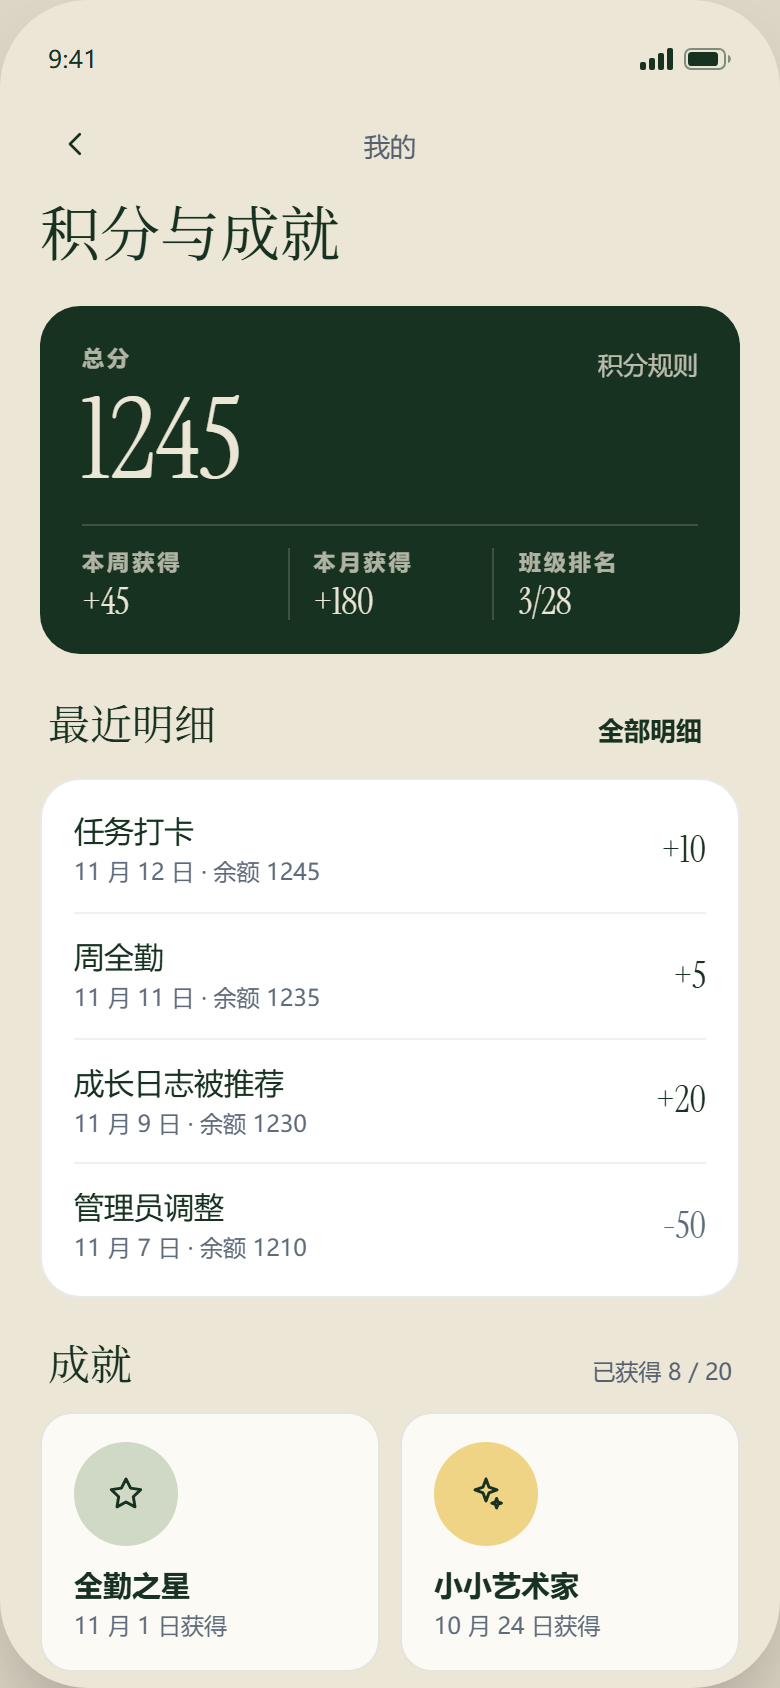 9:41
我的
积分与成就
总分
积分规则
1245
本周获得
+45
本月获得
+180
班级排名
3/28
最近明细
全部明细
任务打卡
11 月 12 日 · 余额 1245
+10
周全勤
11 月 11 日 · 余额 1235
+5
成长日志被推荐
11 月 9 日 · 余额 1230
+20
管理员调整
11 月 7 日 · 余额 1210
-50
成就
已获得 8 / 20
全勤之星
11 月 1 日获得
小小艺术家
10 月 24 日获得